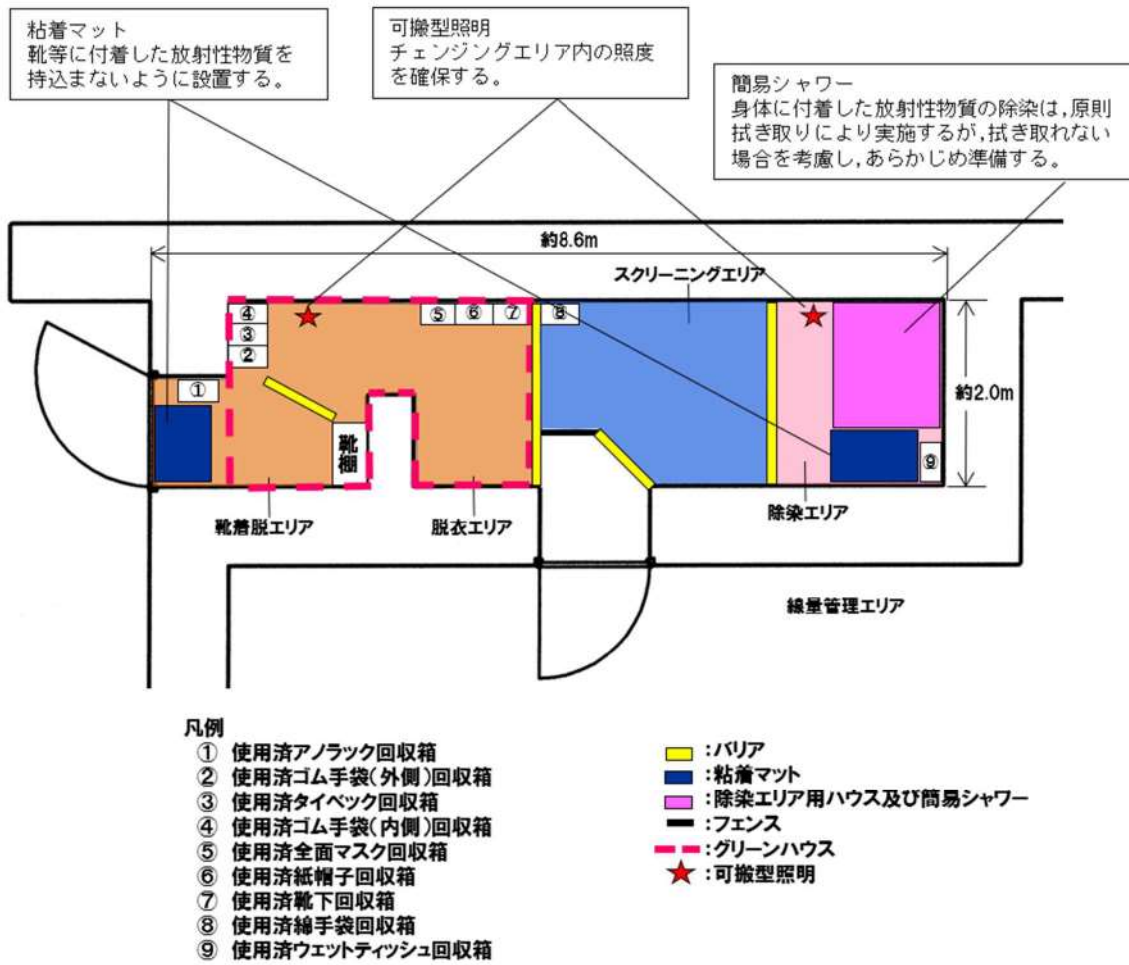 粘着マット
靴等に付着した放射性物質を
持込まないように設置する。
可搬型照明
チェンジングエリア内の照度
を確保する。
簡易シャワー
身体に付着した放射性物質の除染は,原則
拭き取りにより実施するが,拭き取れない
場合を考慮し,あらかじめ準備する。
約8.6m
スクリーニングエリア
④
③
②
①
⑤ ⑥ ⑦ ⑧
約2.0m
靴棚
⑨
靴着脱エリア
脱衣エリア
除染エリア
線量管理エリア
凡例
① 使用済アノラック回収箱
② 使用済ゴム手袋(外側)回収箱
③ 使用済タイベック回収箱
④ 使用済ゴム手袋(内側)回収箱
⑤ 使用済全面マスク回収箱
⑥ 使用済紙帽子回収箱
⑦ 使用済靴下回収箱
⑧ 使用済綿手袋回収箱
⑨ 使用済ウェットティッシュ回収箱
:バリア
:粘着マット
:除染エリア用ハウス及び簡易シャワー
:フェンス
:グリーンハウス
:可搬型照明